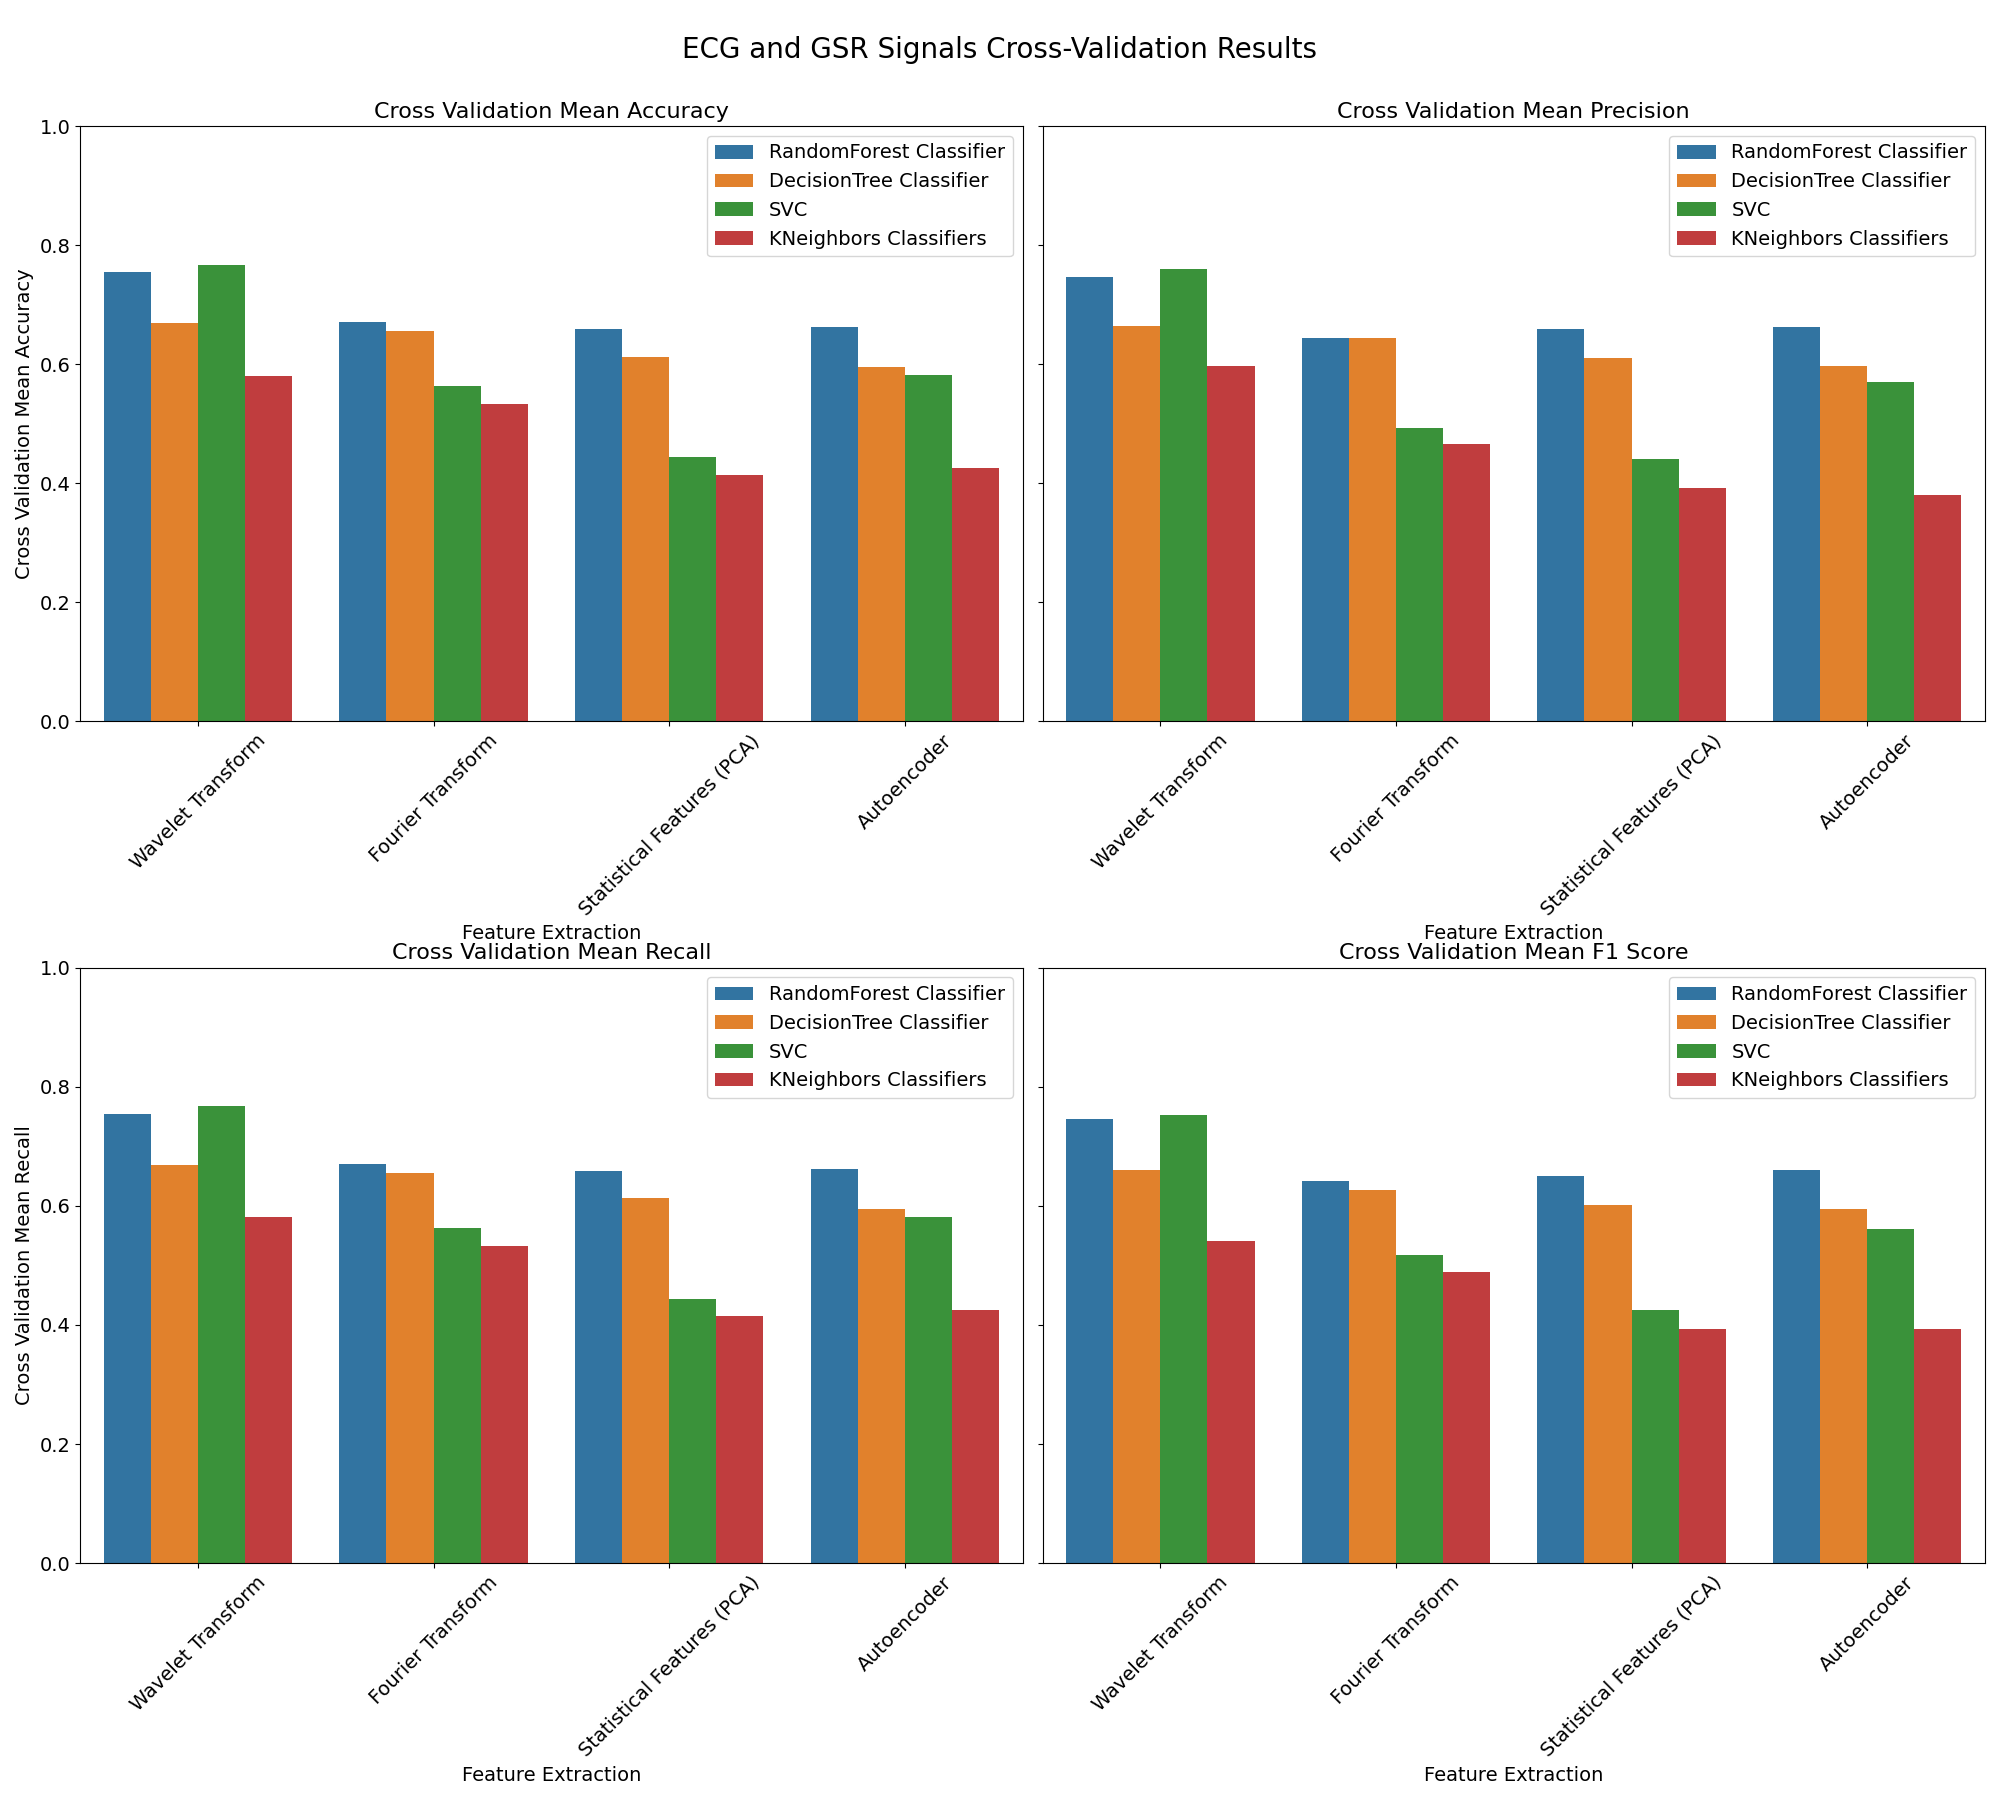 ECG and GSR Signals Cross-Validation Results
Cross Validation Mean Accuracy
Cross Validation Mean Accuracy
1.0
0.8
0.6
0.4
0.2
0.0
RandomForest Classifier
DecisionTree Classifier
SVC
KNeighbors Classifiers
Wavelet Transform
Fourier Transform
Statistical Features (PCA)
Autoencoder
Feature Extraction
Cross Validation Mean Precision
RandomForest Classifier
DecisionTree Classifier
SVC
KNeighbors Classifiers
Wavelet Transform
Fourier Transform
Statistical Features (PCA)
Autoencoder
Feature Extraction
Cross Validation Mean Recall
Cross Validation Mean Recall
1.0
0.8
0.6
0.4
0.2
0.0
RandomForest Classifier
DecisionTree Classifier
SVC
KNeighbors Classifiers
Wavelet Transform
Fourier Transform
Statistical Features (PCA)
Autoencoder
Feature Extraction
Cross Validation Mean F1 Score
RandomForest Classifier
DecisionTree Classifier
SVC
KNeighbors Classifiers
Wavelet Transform
Fourier Transform
Statistical Features (PCA)
Autoencoder
Feature Extraction